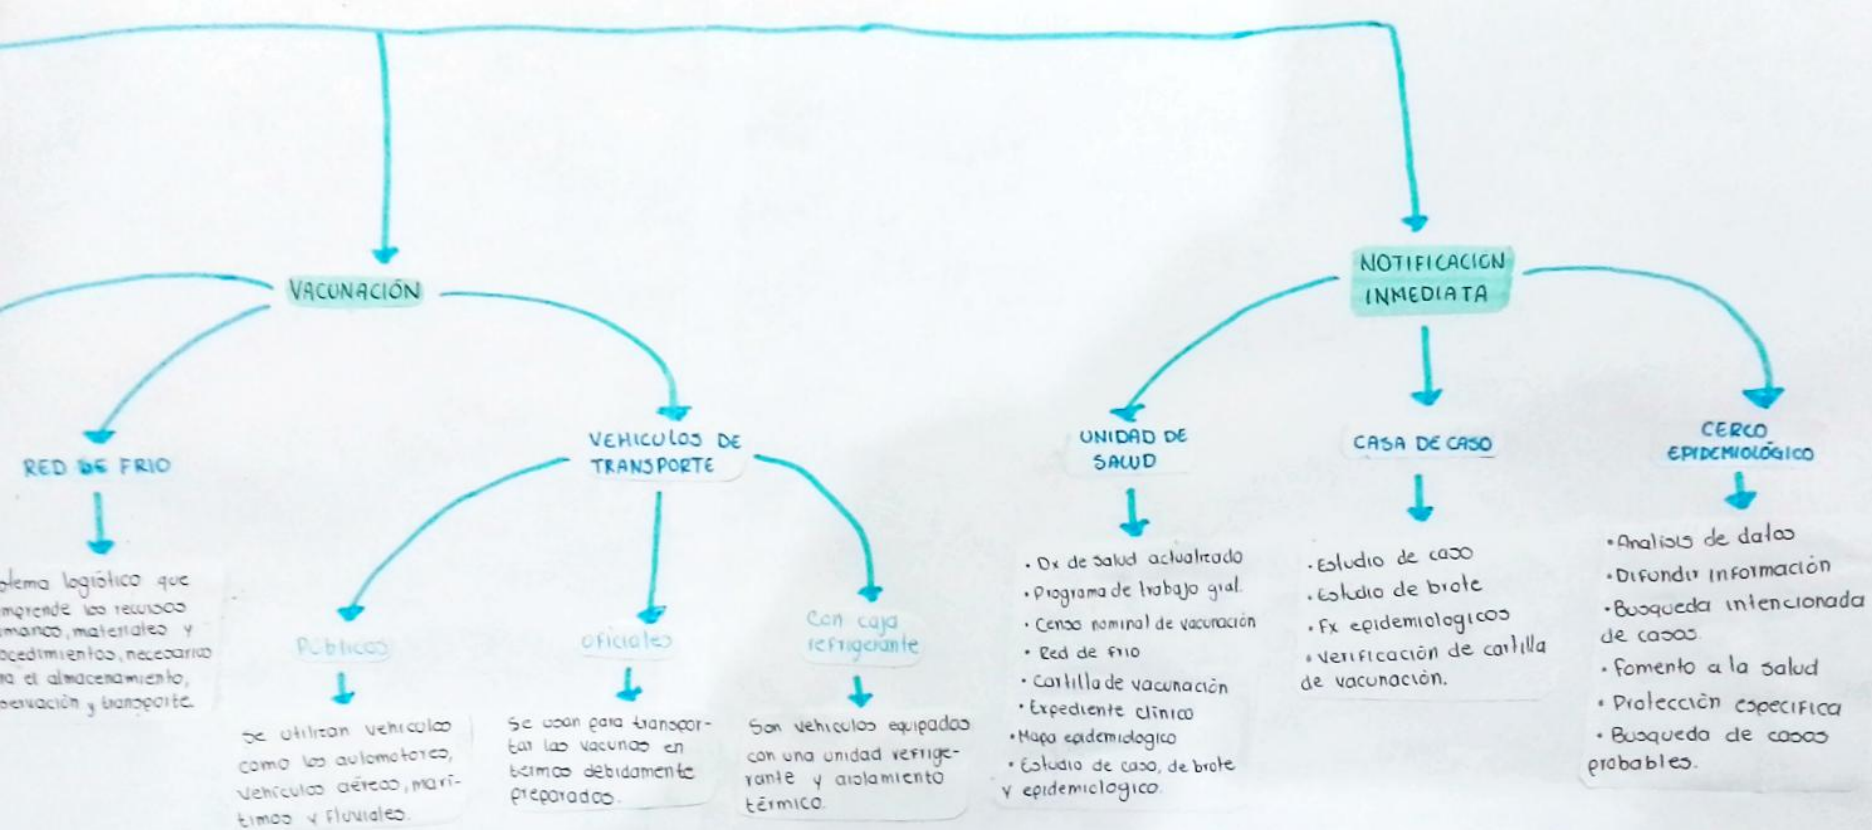 VACUNACIÓN
NOTIFICACION
INMEDIATA
RED DE FRIO
VEHICULOS DE
TRANSPORTE
UNIDAD DE
SALUD
CASA DE CASO
CERCO
EPIDEMIOLÓGICO
logístico que
los recursos
materiales y
necesarios
el almacenamiento,
y transporte.
Públicos
Se utilizan vehiculos
como los automotores,
vehículos aéreos, marí-
timos y fluviales.
oficiales
Se usan para transpor-
tar las vacunas en
termos debidamente
preparados.
Con caja
refrigerante
Son vehiculos equipados
con una unidad refrige-
rante y aislamiento
térmico.
• Dx de salud actualizado
• Programa de trabajo gral.
• Censo nominal de vacunación
• Red de frio
• Cartilla de vacunación
• Expediente clínico
• Mapa epidemiologico
• Estudio de caso, de brote
y epidemiologico.
• Estudio de caso
• Estudio de brote
• Fx epidemiologicos
• Verificación de cartilla
de vacunación.
• Analisis de datos
• Difundir información
• Busqueda intencionada
de casos.
• Fomento a la salud
• Protección especifica
• Busqueda de casos
probables.